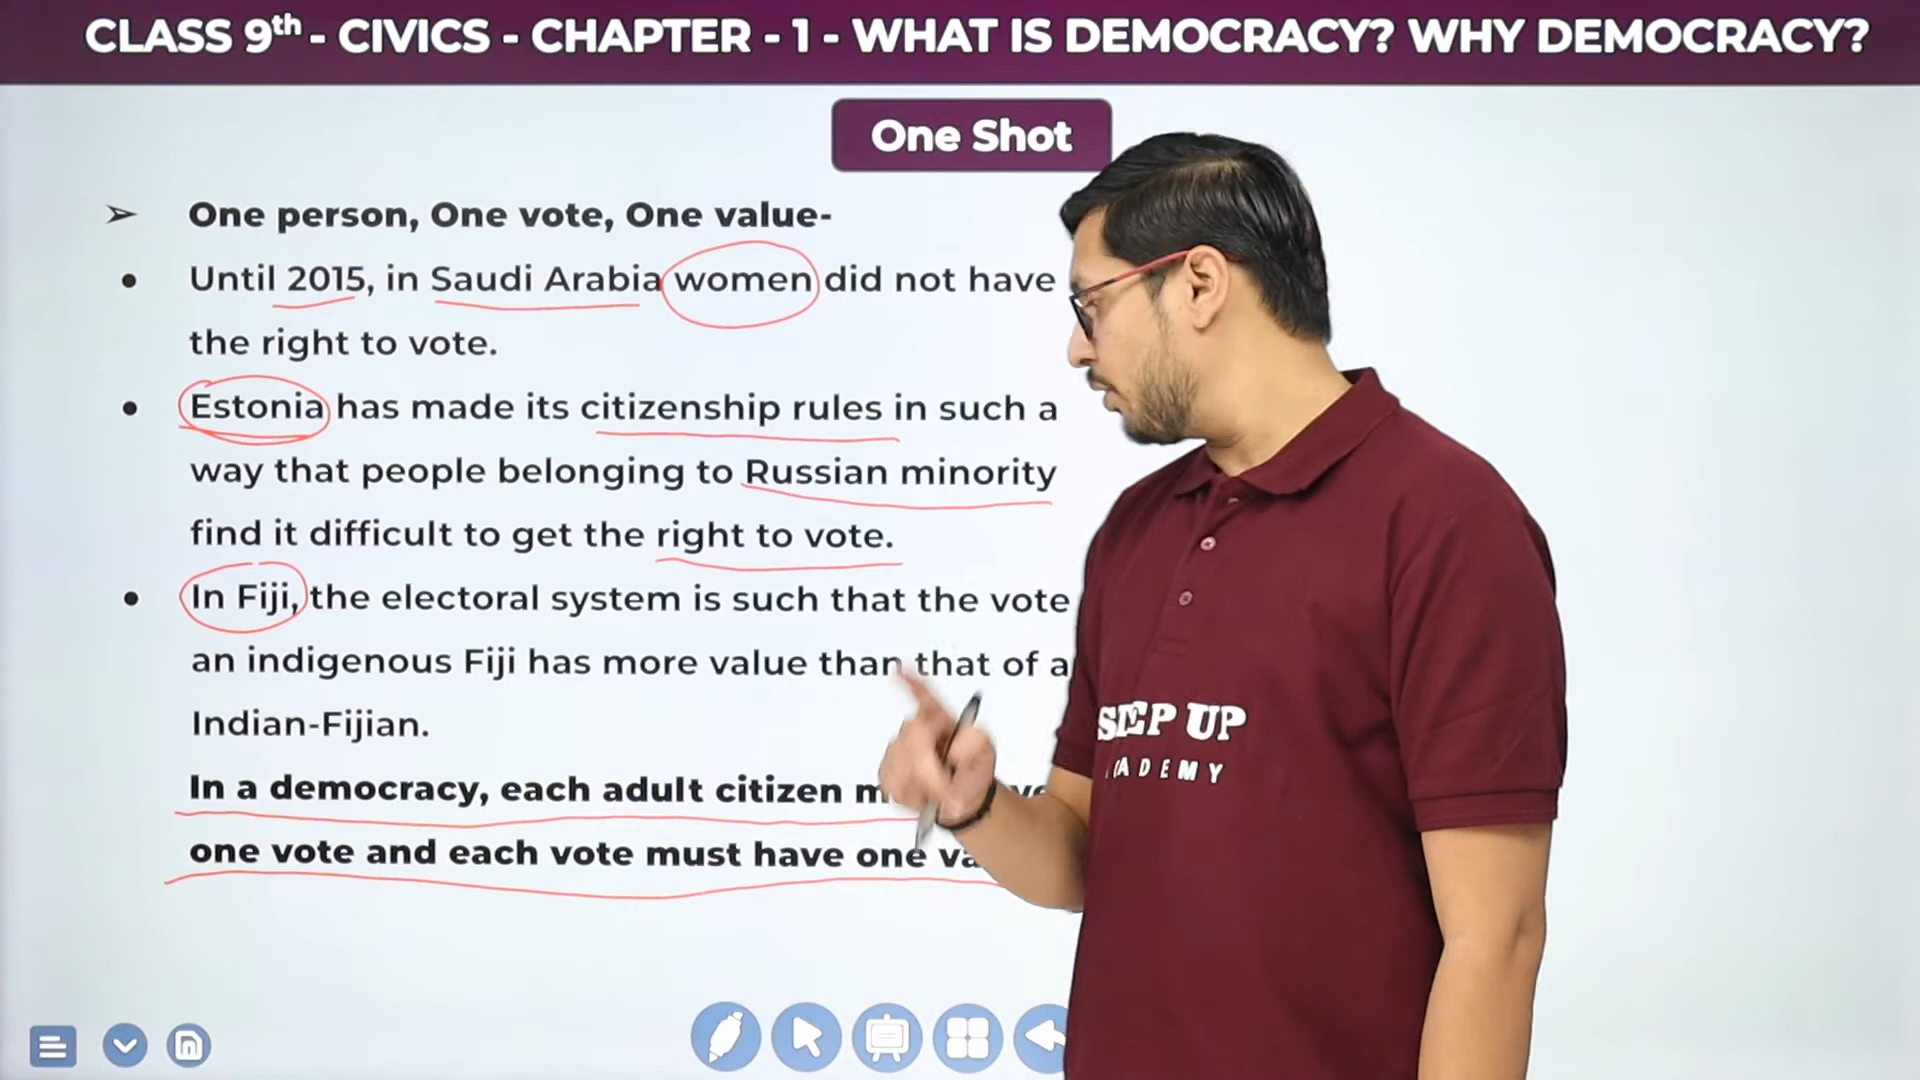 CLASS 9th - CIVICS - CHAPTER - 1 - WHAT IS DEMOCRACY? WHY DEMOCRACY?
One Shot
➢ One person, One vote, One value-
• Until 2015, in Saudi Arabia women did not have
the right to vote.
• Estonia has made its citizenship rules in such a
way that people belonging to Russian minority
find it difficult to get the right to vote.
• In Fiji, the electoral system is such that the vote
an indigenous Fiji has more value than that of
Indian-Fijian.
In a democracy, each adult citizen
one vote and each vote must have one
UP